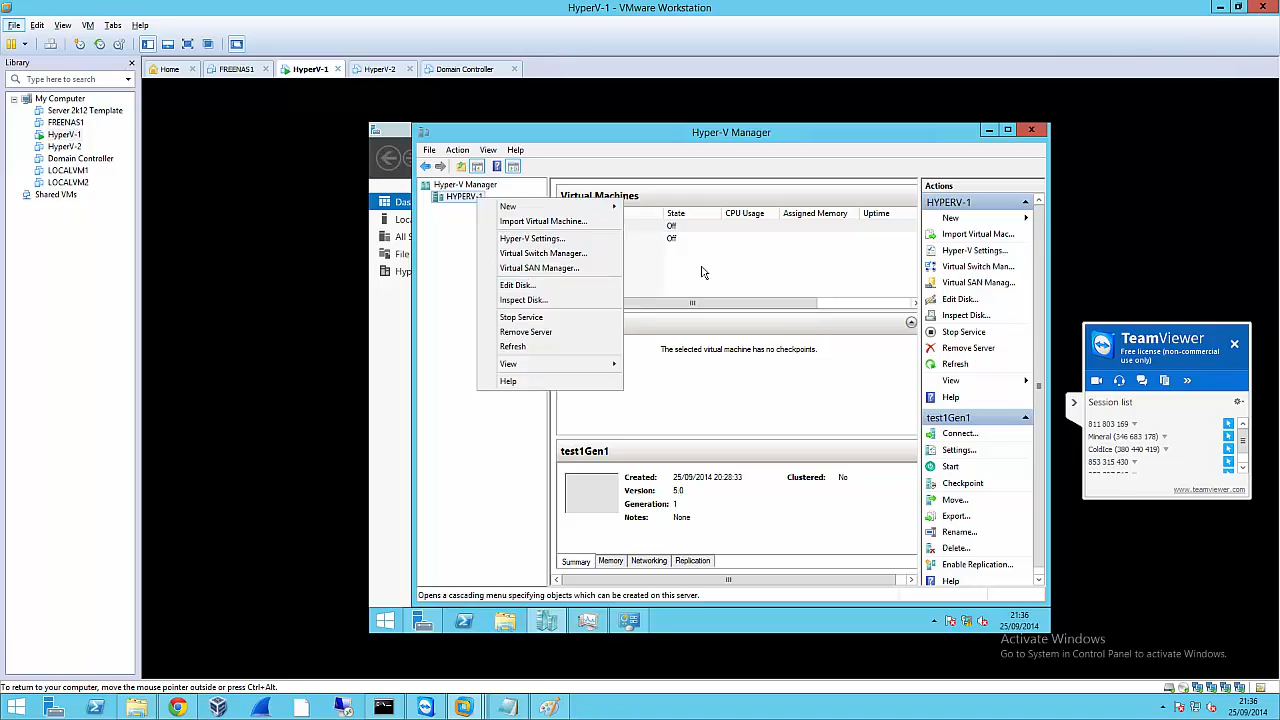 HyperV-1 - VMware Workstation
File Edit View VM Tabs Help
Library
Type here to search
Home FREENAS1 HyperV-1 HyperV-2 Domain Controller
My Computer
Server 2k12 Template
FREENAS1
HyperV-1
HyperV-2
Domain Controller
LOCALVM1
LOCALVM2
Shared VMs
Hyper-V Manager
File Action View Help
Hyper-V Manager
HYPERV-1
Das
Loca
All S
File
Hyp
New
Import Virtual Machine...
Hyper-V Settings...
Virtual Switch Manager...
Virtual SAN Manager...
Edit Disk...
Inspect Disk...
Stop Service
Remove Server
Refresh
View
Help
Virtual Machines
State CPU Usage Assigned Memory Uptime
Off
Off
The selected virtual machine has no checkpoints.
test1Gen1
Created: 25/09/2014 20:28:33 Clustered: No
Version: 5.0
Generation: 1
Notes: None
Summary Memory Networking Replication
Actions
HYPERV-1
New
Import Virtual Mac...
Hyper-V Settings...
Virtual Switch Man...
Virtual SAN Manag...
Edit Disk...
Inspect Disk...
Stop Service
Remove Server
Refresh
View
Help
test1Gen1
Connect...
Settings...
Start
Checkpoint
Move...
Export...
Rename...
Delete...
Enable Replication...
Help
Opens a cascading menu specifying objects which can be created on this server.
21:36
25/09/2014
TeamViewer
Free license (non-commercial
use only)
Session list
811 803 169
Mineral (346 683 178)
ColdIce (380 440 419)
853 315 430
www.teamviewer.com
Activate Windows
Go to System in Control Panel to activate Windows.
To return to your computer, move the mouse pointer outside or press Ctrl+Alt.
21:36
25/09/2014